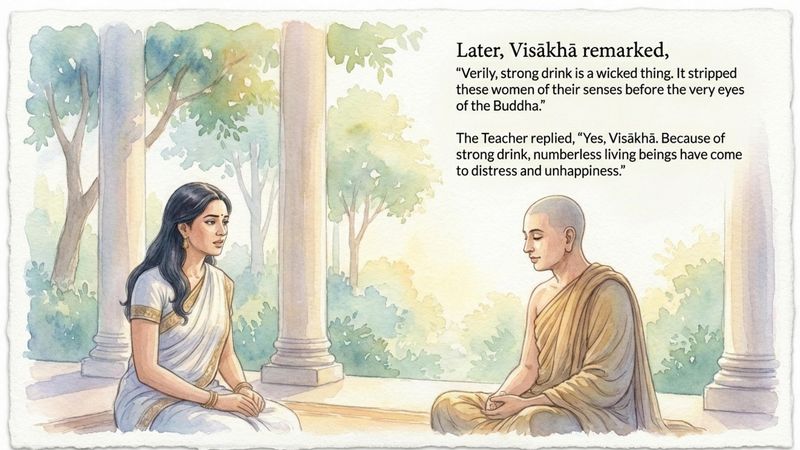 Later, Visākhā remarked,
“Verily, strong drink is a wicked thing. It stripped
these women of their senses before the very eyes
of the Buddha.”
The Teacher replied, “Yes, Visākhā. Because of
strong drink, numberless living beings have come
to distress and unhappiness.”